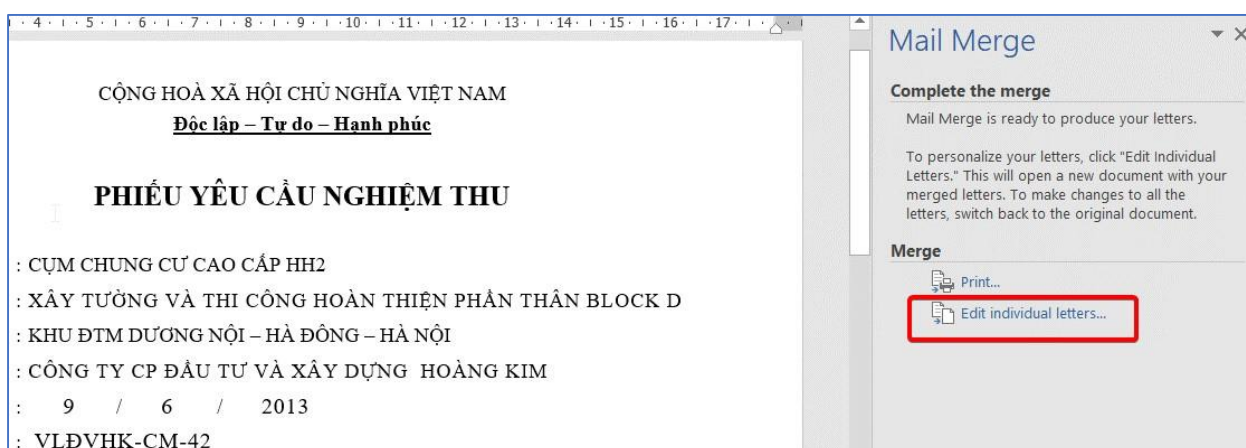 · 4 · ı · 5 · ı · 6 · ı · 7 · ı · 8 · ı · 9 · ı ·10· ı ·11· ı ·12· ı ·13· ı ·14· ı ·15· ı ·16· ı ·17· ı ·
CỘNG HOÀ XÃ HỘI CHỦ NGHĨA VIỆT NAM
Độc lập – Tự do – Hạnh phúc
PHIẾU YÊU CẦU NGHIỆM THU
: CỤM CHUNG CƯ CAO CẤP HH2
: XÂY TƯỜNG VÀ THI CÔNG HOÀN THIỆN PHẦN THÂN BLOCK D
: KHU ĐTM DƯƠNG NỘI – HÀ ĐÔNG – HÀ NỘI
: CÔNG TY CP ĐẦU TƯ VÀ XÂY DỰNG HOÀNG KIM
: 9 / 6 / 2013
: VLĐVHK-CM-42
Mail Merge
Complete the merge
Mail Merge is ready to produce your letters.
To personalize your letters, click "Edit Individual
Letters." This will open a new document with your
merged letters. To make changes to all the
letters, switch back to the original document.
Merge
Print...
Edit individual letters...